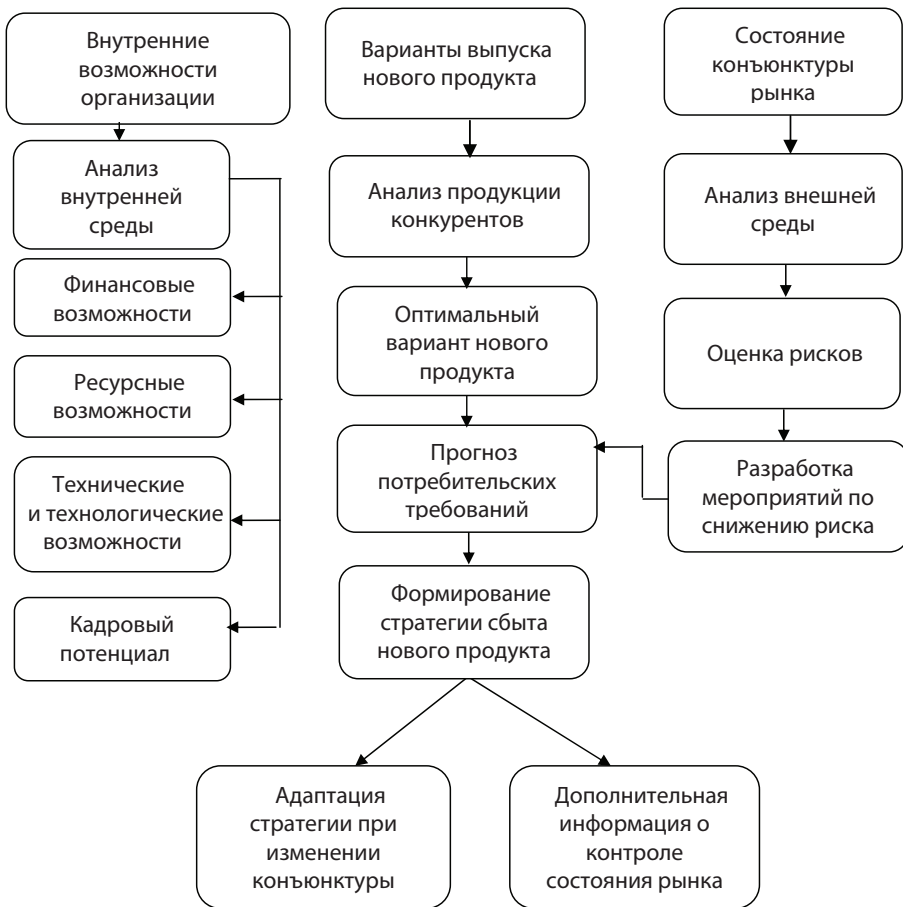 Внутренние
возможности
организации
Анализ
внутренней
среды
Финансовые
возможности
Ресурсные
возможности
Технические
и технологические
возможности
Кадровый
потенциал
Варианты выпуска
нового продукта
Анализ продукции
конкурентов
Оптимальный
вариант нового
продукта
Прогноз
потребительских
требований
Формирование
стратегии сбыта
нового продукта
Состояние
конъюнктуры
рынка
Анализ внешней
среды
Оценка рисков
Разработка
мероприятий по
снижению риска
Адаптация
стратегии при
изменении
конъюнктуры
Дополнительная
информация о
контроле
состояния рынка